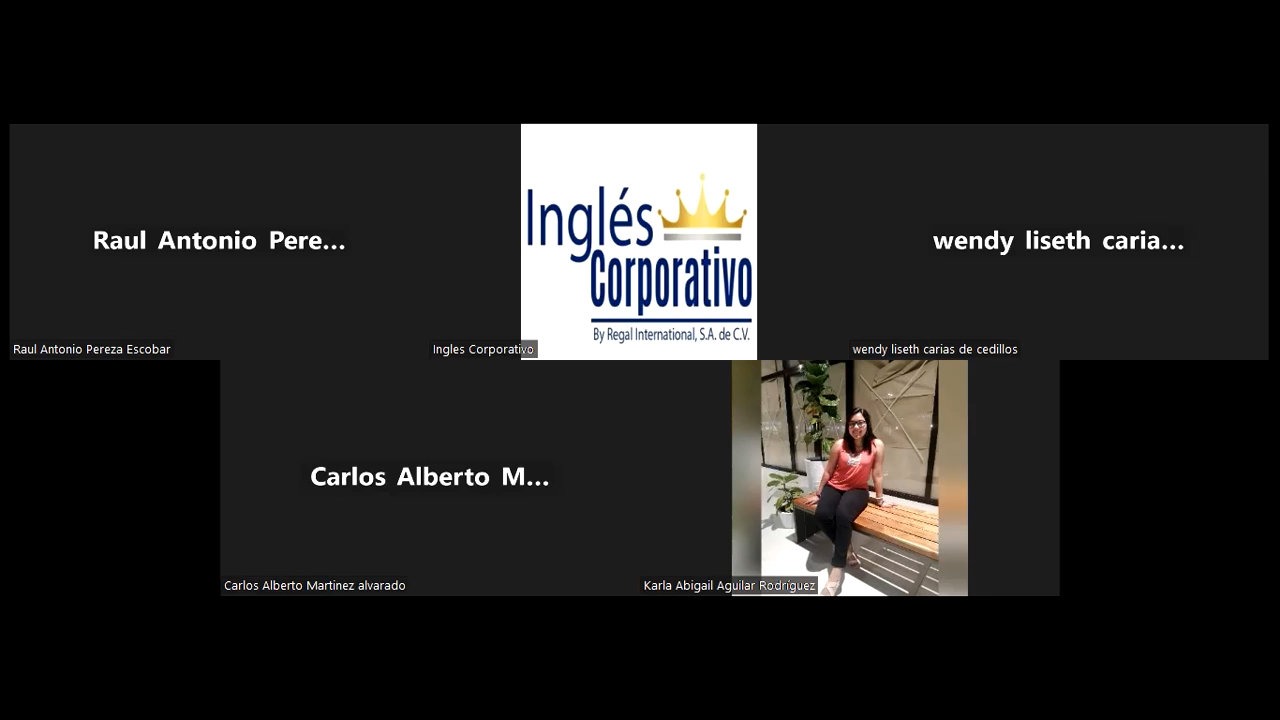 Raul Antonio Pere...
Raul Antonio Pereza Escobar
Inglés
Corporativo
By Regal International, S.A. de C.V.
Ingles Corporativo
wendy liseth caria...
wendy liseth carias de cedillos
Carlos Alberto M...
Carlos Alberto Martinez alvarado
Karla Abigail Aguilar Rodríguez